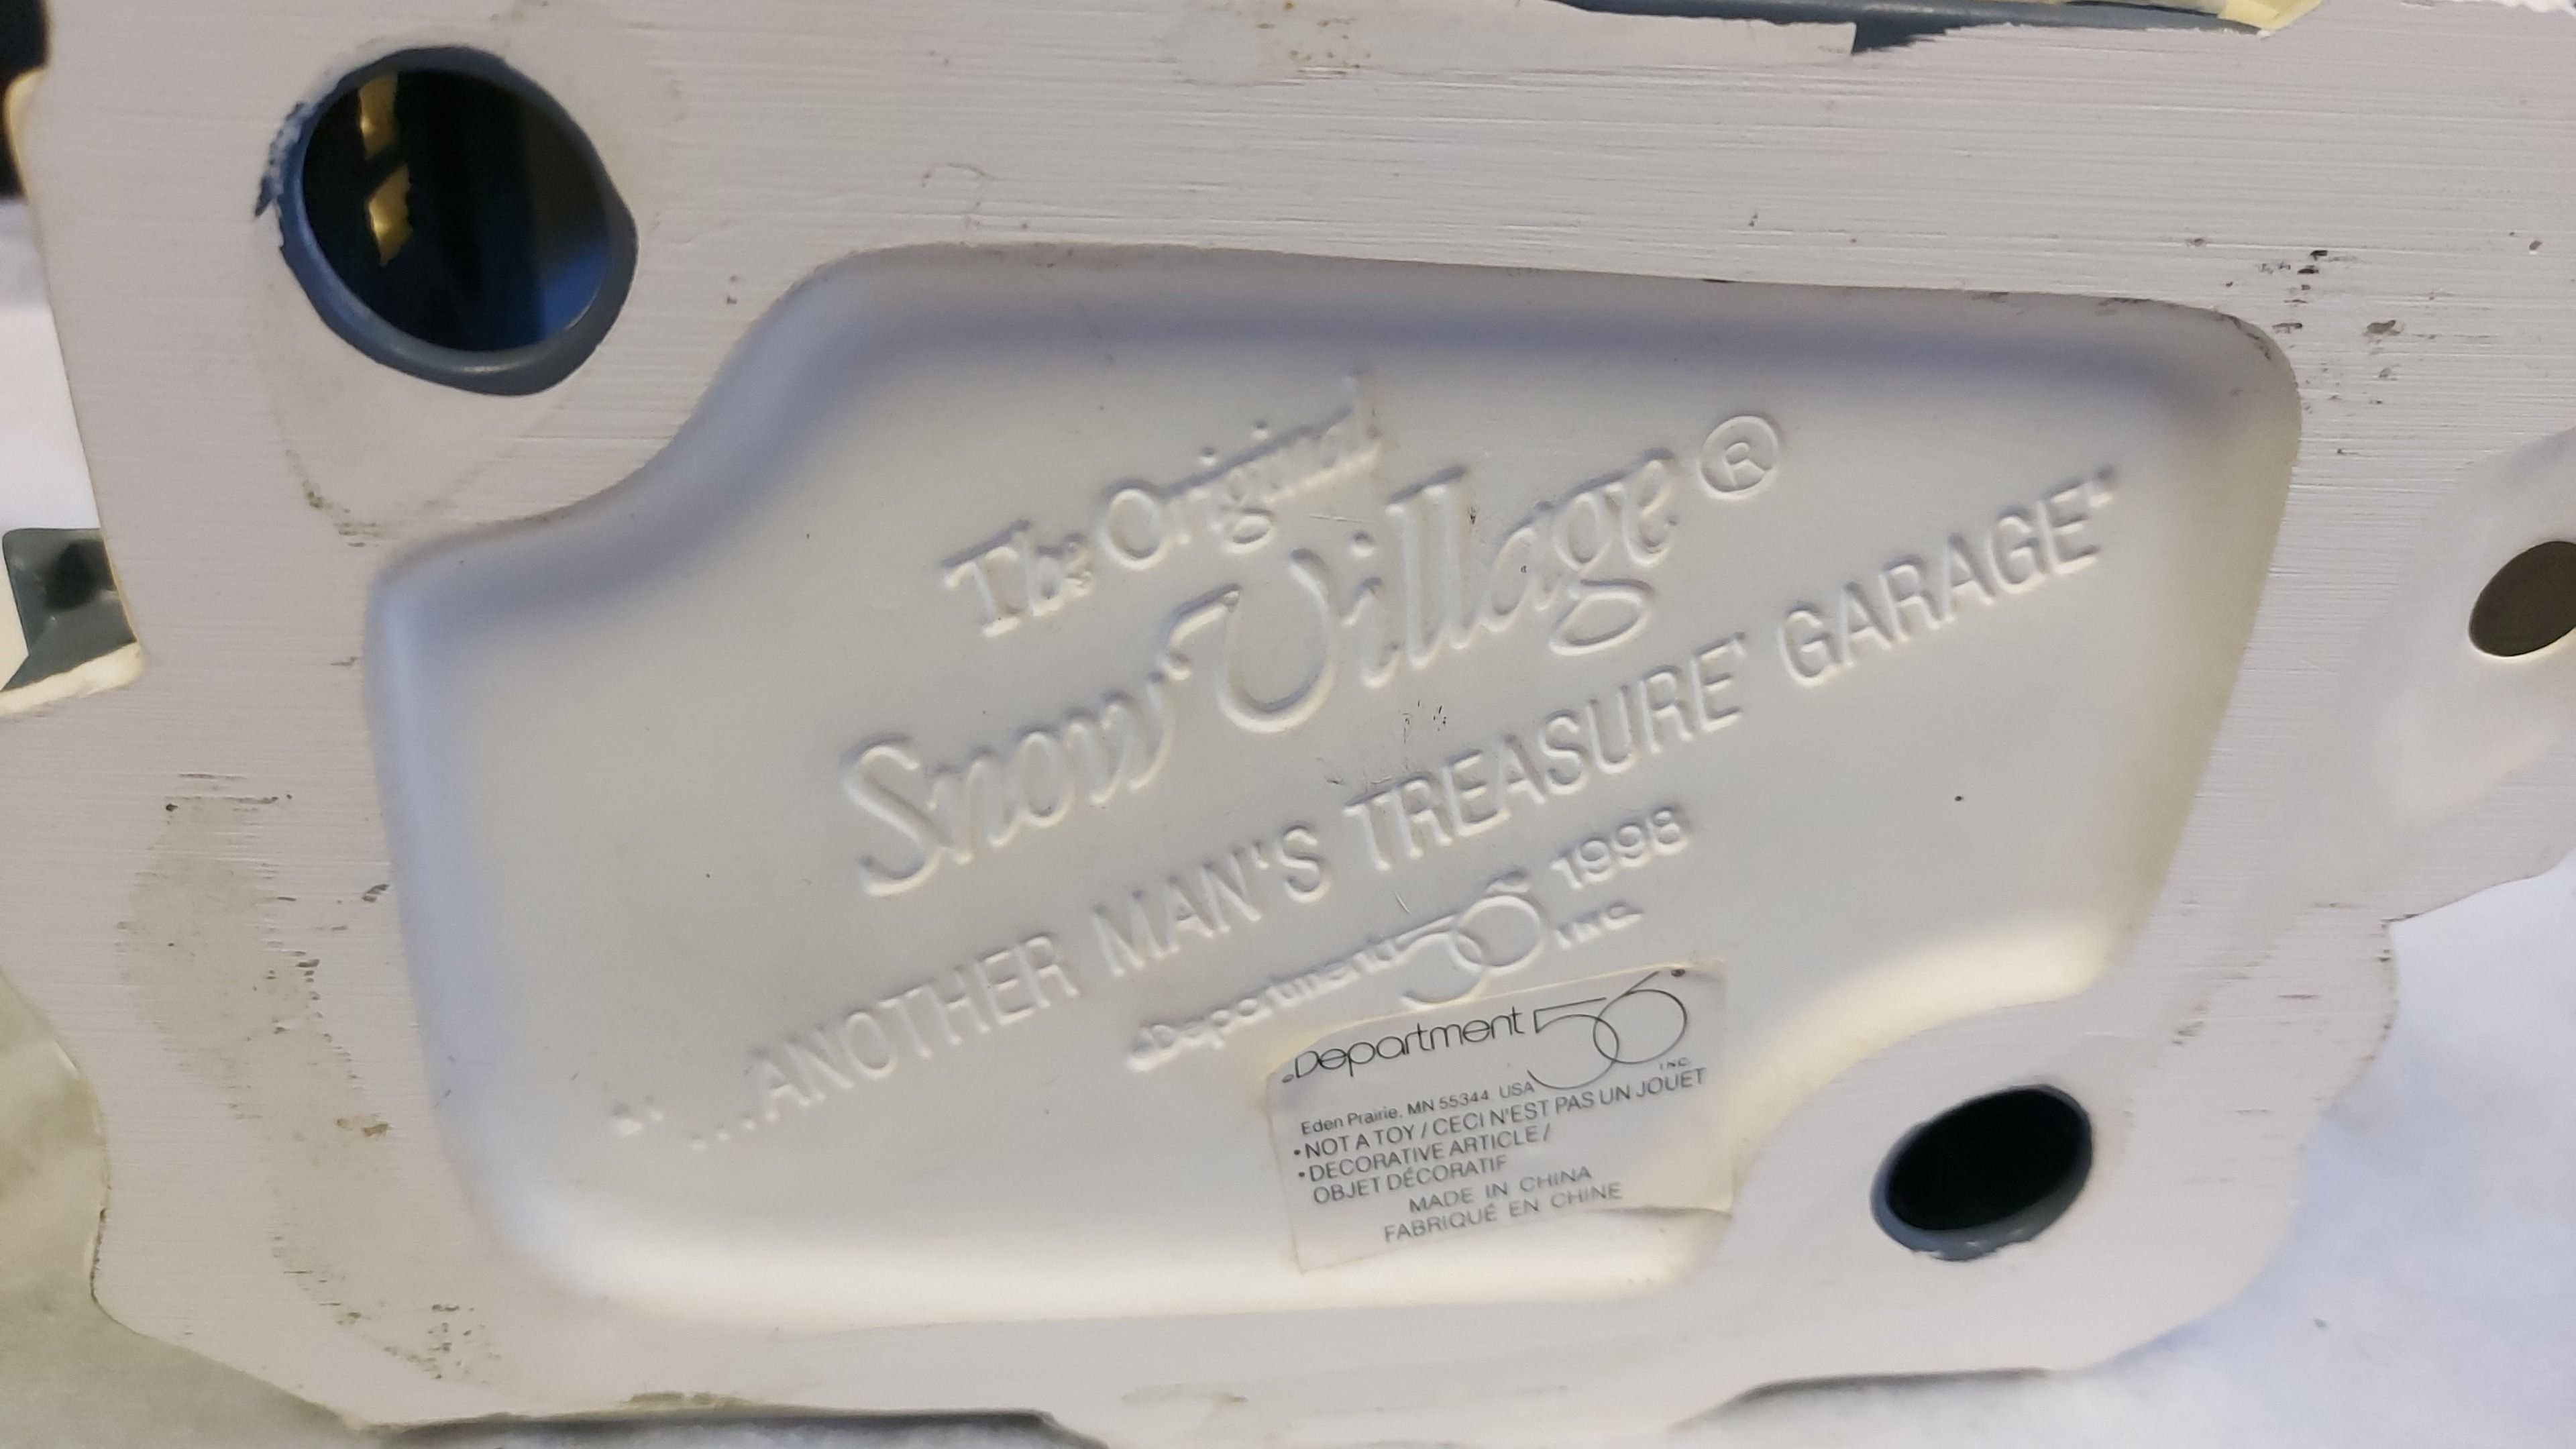 The Original
Snow Village®
"'...ANOTHER MAN'S TREASURE' GARAGE"
©Department 56 INC. 1998
©Department 56® INC.
Eden Prairie, MN 55344 USA
•NOT A TOY / CECI N'EST PAS UN JOUET
•DECORATIVE ARTICLE /
OBJET DÉCORATIF
MADE IN CHINA
FABRIQUÉ EN CHINE